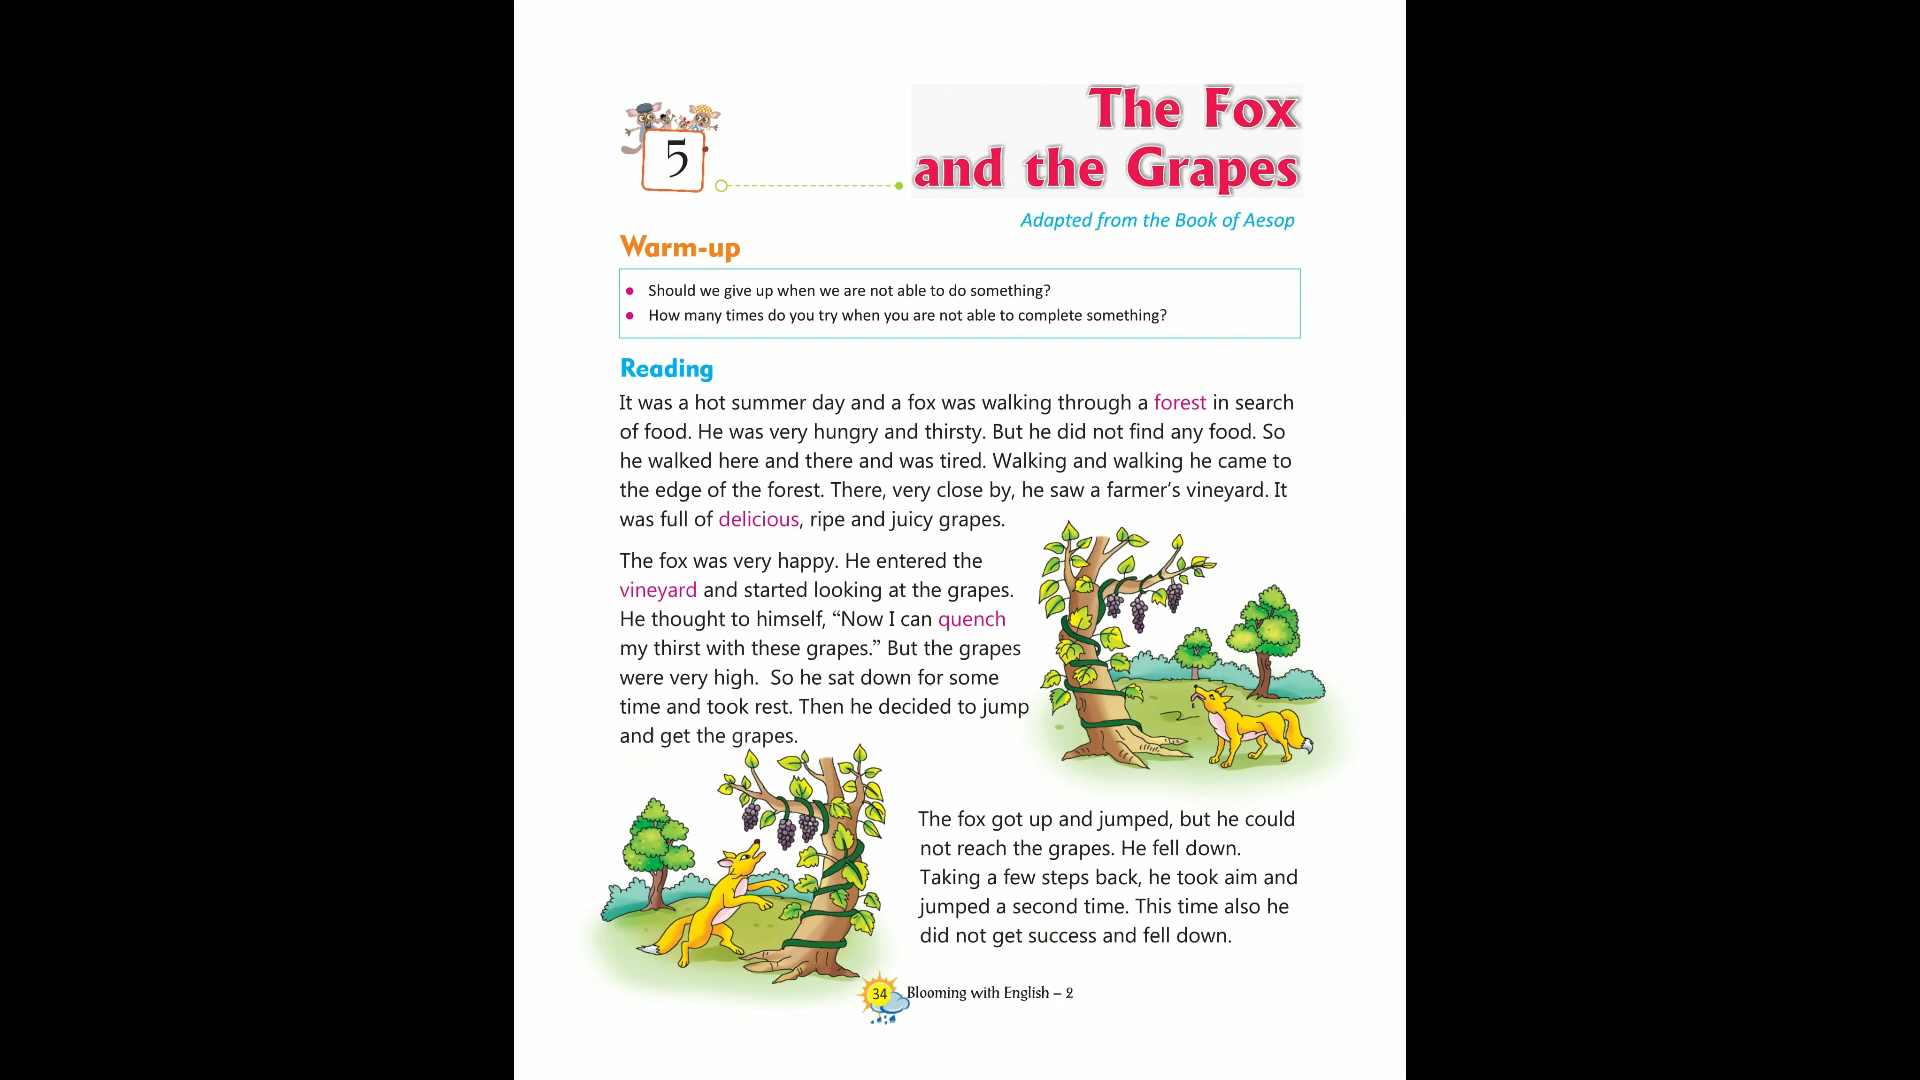 5
The Fox
and the Grapes
Adapted from the Book of Aesop
Warm-up
● Should we give up when we are not able to do something?
● How many times do you try when you are not able to complete something?
Reading
It was a hot summer day and a fox was walking through a forest in search
of food. He was very hungry and thirsty. But he did not find any food. So
he walked here and there and was tired. Walking and walking he came to
the edge of the forest. There, very close by, he saw a farmer’s vineyard. It
was full of delicious, ripe and juicy grapes.
The fox was very happy. He entered the
vineyard and started looking at the grapes.
He thought to himself, “Now I can quench
my thirst with these grapes.” But the grapes
were very high. So he sat down for some
time and took rest. Then he decided to jump
and get the grapes.
The fox got up and jumped, but he could
not reach the grapes. He fell down.
Taking a few steps back, he took aim and
jumped a second time. This time also he
did not get success and fell down.
34 Blooming with English – 2